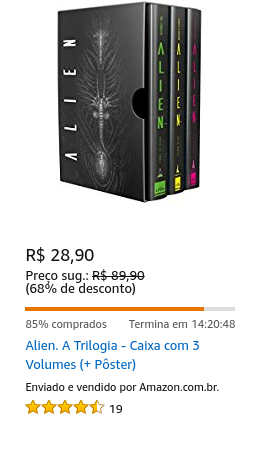 ALIEN
ALIEN
ALIEN
ALIEN
R$ 28,90
Preço sug.: R$ 89,90
(68% de desconto)
85% comprados Termina em 14:20:48
Alien. A Trilogia - Caixa com 3
Volumes (+ Pôster)
Enviado e vendido por Amazon.com.br.
19